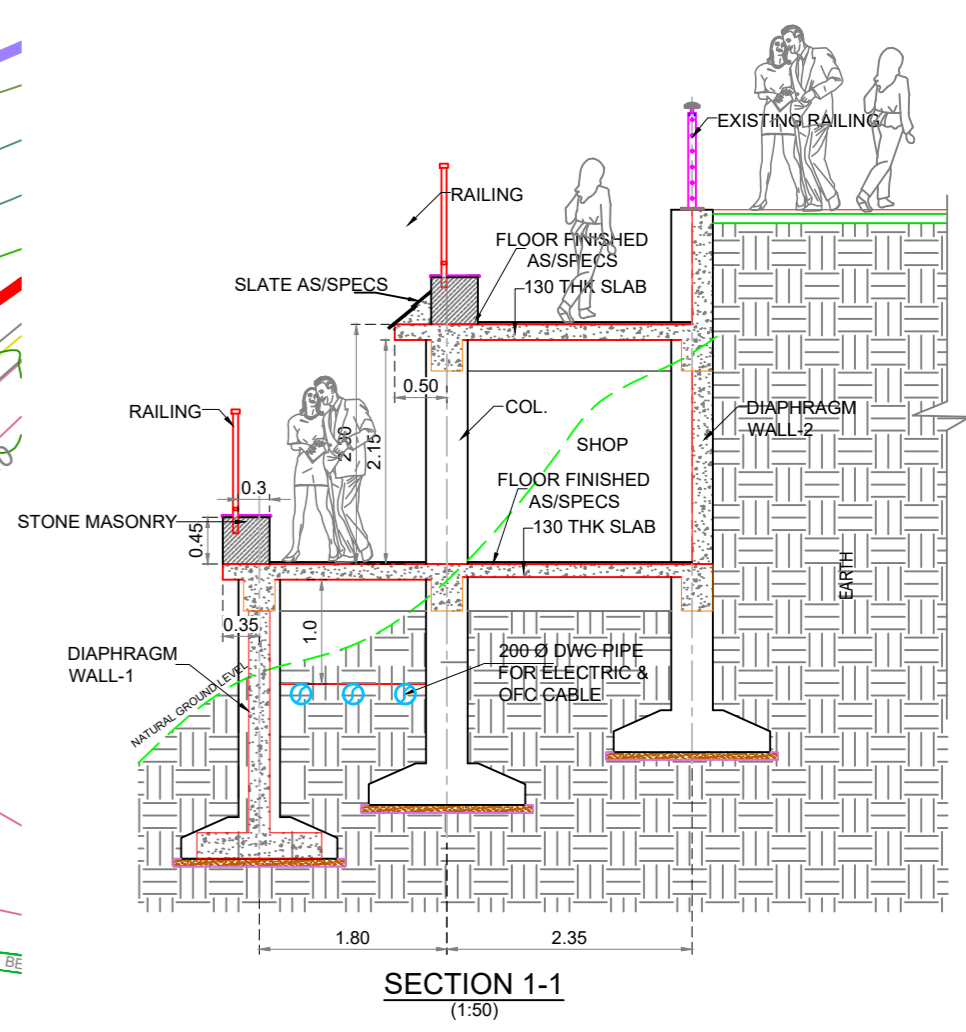 EXISTING RAILING
RAILING
FLOOR FINISHED
AS/SPECS
SLATE AS/SPECS
130 THK SLAB
0.50
RAILING
COL.
DIAPHRAGM
WALL-2
2.15
SHOP
FLOOR FINISHED
AS/SPECS
0.3
STONE MASONRY
130 THK SLAB
0.45
EARTH
0.35
1.0
DIAPHRAGM
WALL-1
200 Ø DWC PIPE
FOR ELECTRIC &
OFC CABLE
NATURAL GROUND LEVEL
1.80
2.35
BE
SECTION 1-1
(1:50)